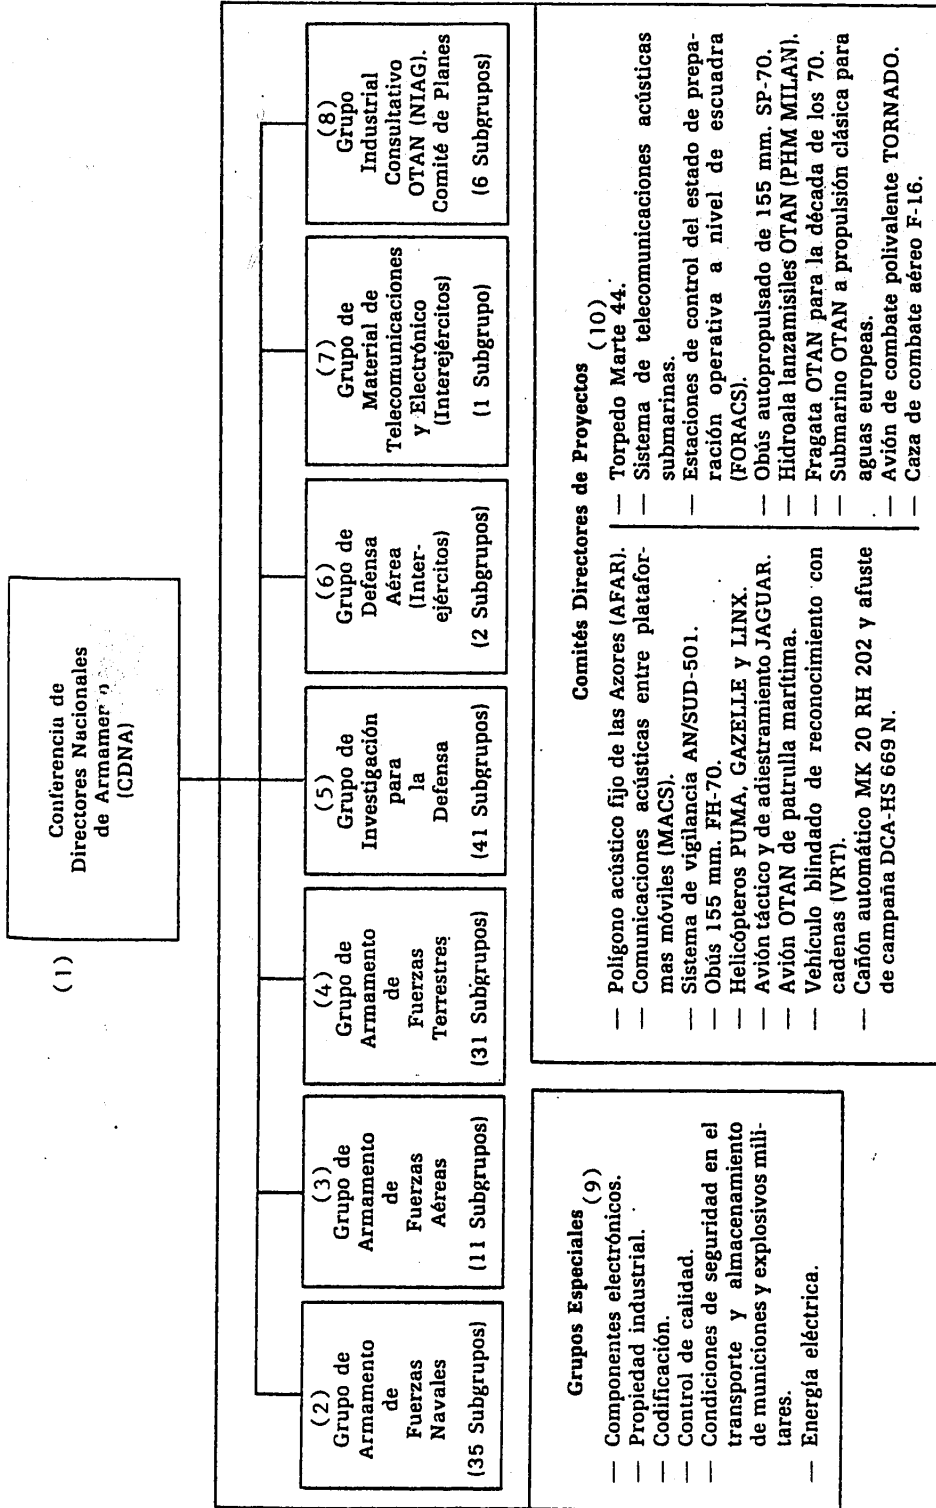 (1)
Conferencia de
Directores Nacionales
de Armamento
(CDNA)
(2)
Grupo de
Armamento
de
Fuerzas
Navales
(35 Subgrupos)
(3)
Grupo de
Armamento
de
Fuerzas
Aéreas
(11 Subgrupos)
(4)
Grupo de
Armamento
de
Fuerzas
Terrestres
(31 Subgrupos)
(5)
Grupo de
Investigación
para
la
Defensa
(41 Subgrupos)
(6)
Grupo de
Defensa
Aérea
(Inter-
ejércitos)
(2 Subgrupos)
(7)
Grupo de
Material de
Telecomunicaciones
y Electrónico
(Interejércitos)
(1 Subgrupo)
(8)
Grupo
Industrial
Consultativo
OTAN (NIAG).
Comité de Planes
(6 Subgrupos)
Grupos Especiales
(9)
— Componentes electrónicos.
— Propiedad industrial.
— Codificación.
— Control de calidad.
— Condiciones de seguridad en el
transporte y almacenamiento
de municiones y explosivos mili-
tares.
— Energía eléctrica.
Comités Directores de Proyectos
(10)
— Polígono acústico fijo de las Azores (AFAR).
— Comunicaciones acústicas entre platafor-
mas móviles (MACS).
— Sistema de vigilancia AN/SUD-501.
— Obús 155 mm. FH-70.
— Helicópteros PUMA, GAZELLE y LINX.
— Avión táctico y de adiestramiento JAGUAR.
— Avión OTAN de patrulla marítima.
— Vehículo blindado de reconocimiento con
cadenas (VRT).
— Cañón automático MK 20 RH 202 y afuste
de campaña DCA-HS 669 N.
— Torpedo Marte 44.
— Sistema de telecomunicaciones acústicas
submarinas.
— Estaciones de control del estado de prepa-
ración operativa a nivel de escuadra
(FORACS).
— Obús autopropulsado de 155 mm. SP-70.
— Hidroala lanzamisiles OTAN (PHM MILAN).
— Fragata OTAN para la década de los 70.
— Submarino OTAN a propulsión clásica para
aguas europeas.
— Avión de combate polivalente TORNADO.
— Caza de combate aéreo F-16.